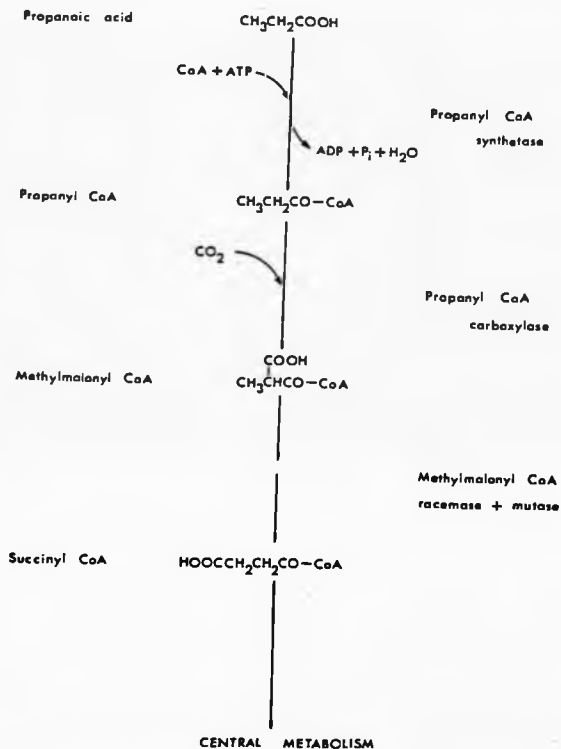 Propanoic acid CH3CH2COOH
CoA + ATP
ADP + Pi + H2O
Propanyl CoA
synthetase
Propanyl CoA CH3CH2CO-CoA
CO2
Propanyl CoA
carboxylase
COOH
Methylmalonyl CoA CH3CHCO-CoA
Methylmalonyl CoA
racemase + mutase
Succinyl CoA HOOCCH2CH2CO-CoA
CENTRAL METABOLISM